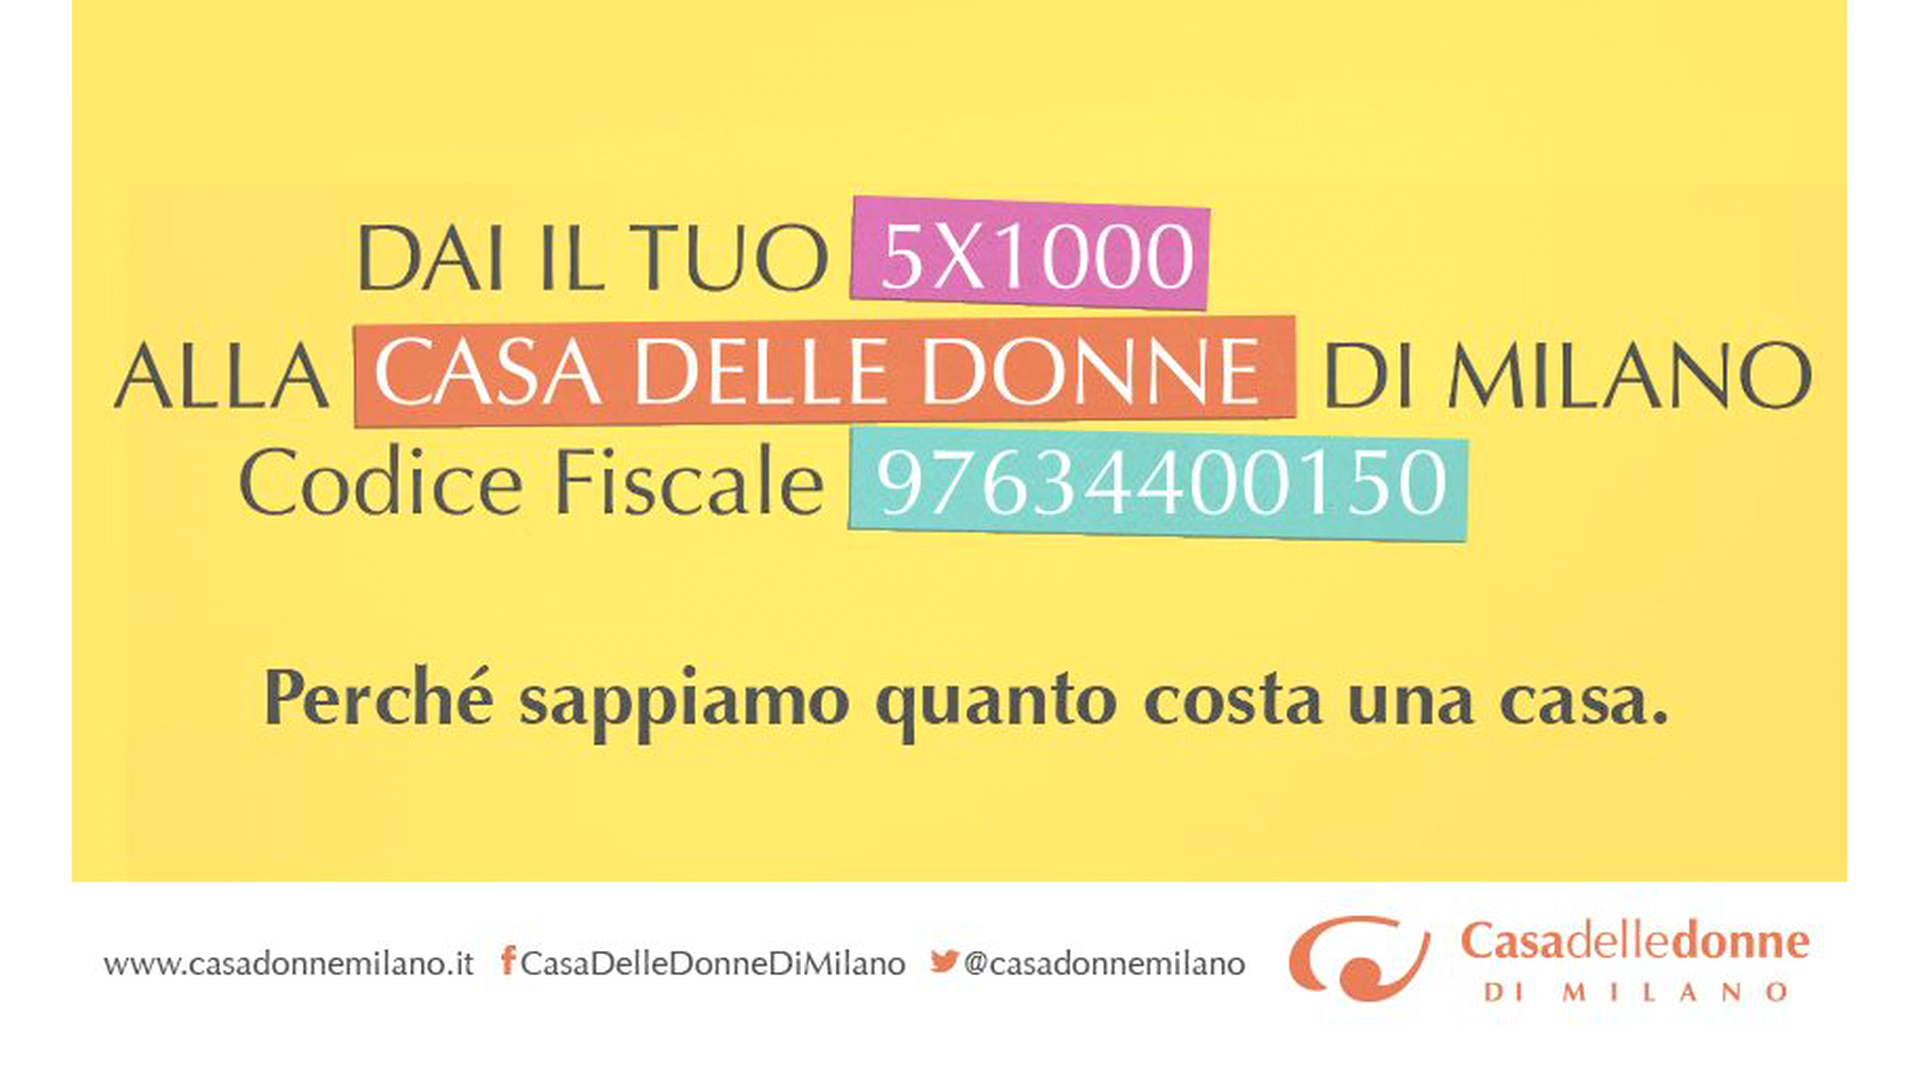 DAI IL TUO 5X1000
ALLA CASA DELLE DONNE DI MILANO
Codice Fiscale 97634400150
Perché sappiamo quanto costa una casa.
www.casadonnemilano.it CasaDelleDonneDiMilano @casadonnemilano
Casadelledonne
DI MILANO